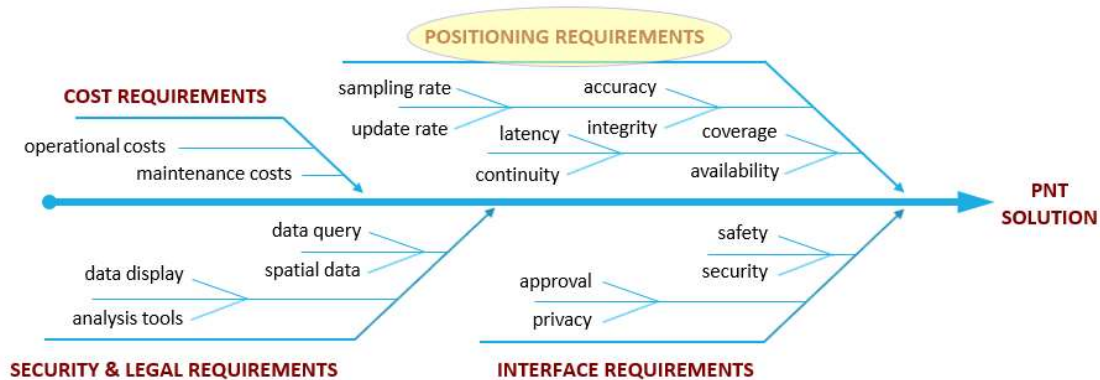 POSITIONING REQUIREMENTS
COST REQUIREMENTS
sampling rate
update rate
accuracy
integrity
latency
continuity
coverage
availability
operational costs
maintenance costs
PNT
SOLUTION
data query
spatial data
data display
analysis tools
safety
security
approval
privacy
SECURITY & LEGAL REQUIREMENTS
INTERFACE REQUIREMENTS